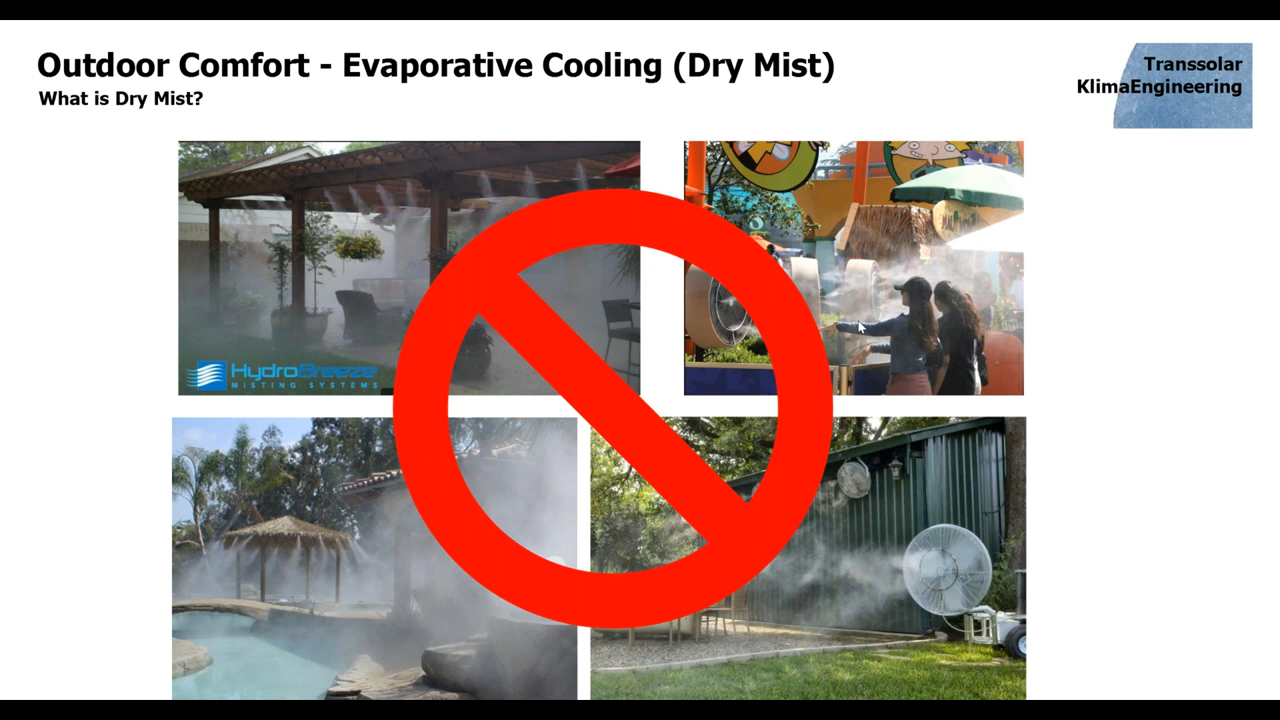 Outdoor Comfort - Evaporative Cooling (Dry Mist)
What is Dry Mist?
Transsolar
KlimaEngineering
HydroBreeze
MISTING SYSTEMS